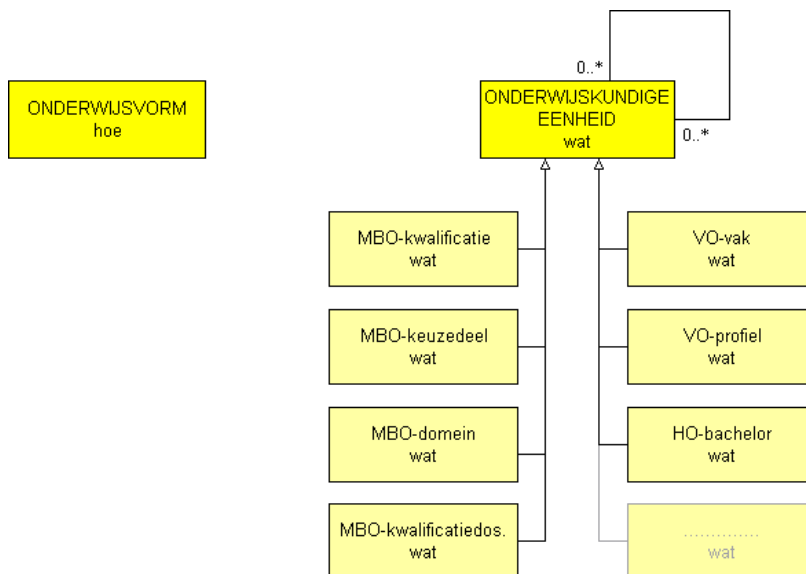 0..*
ONDERWIJSVORM
hoe
ONDERWIJSKUNDIGE
EENHEID
wat
0..*
MBO-kwalificatie
wat
VO-vak
wat
MBO-keuzedeel
wat
VO-profiel
wat
MBO-domein
wat
HO-bachelor
wat
MBO-kwalificatiedos.
wat
..............
wat